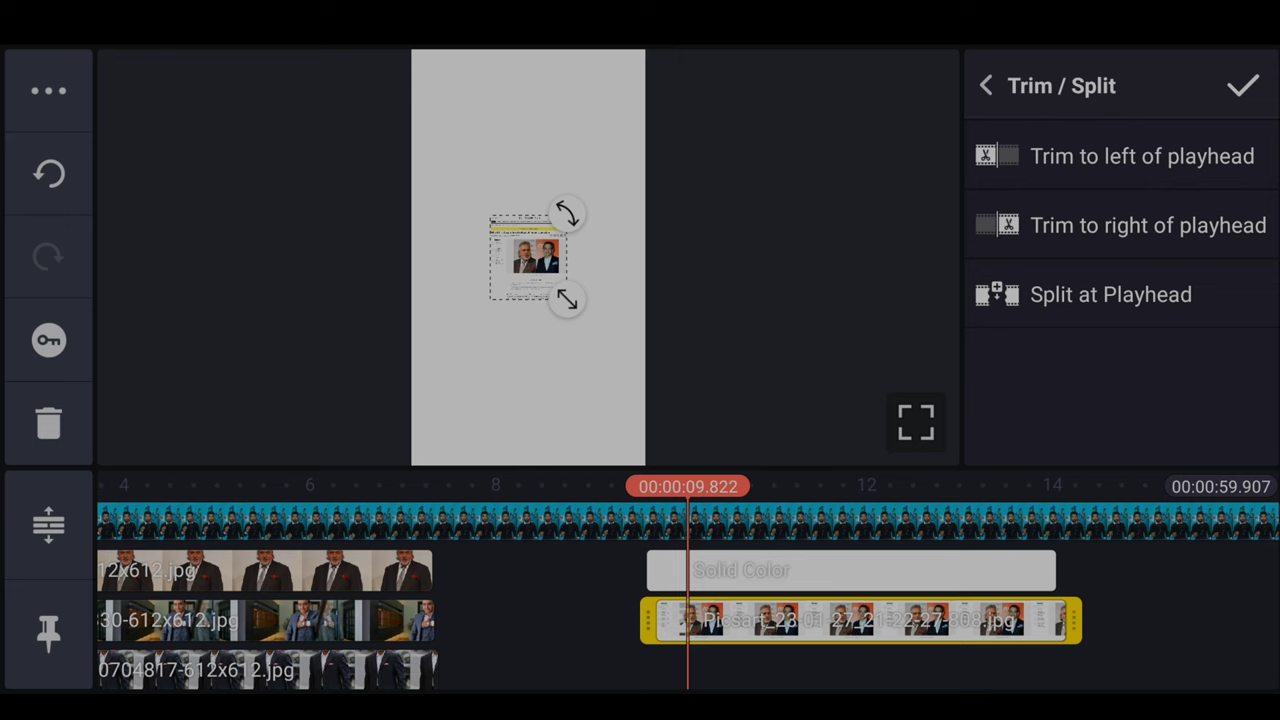 Trim / Split
Trim to left of playhead
Trim to right of playhead
Split at Playhead
4
6
8
00:00:09.822
12
14
00:00:59.907
12x612.jpg
Solid Color
30-612x612.jpg
Picsart_23-01-27_21-22-27-808.jpg
0704817-612x612.jpg